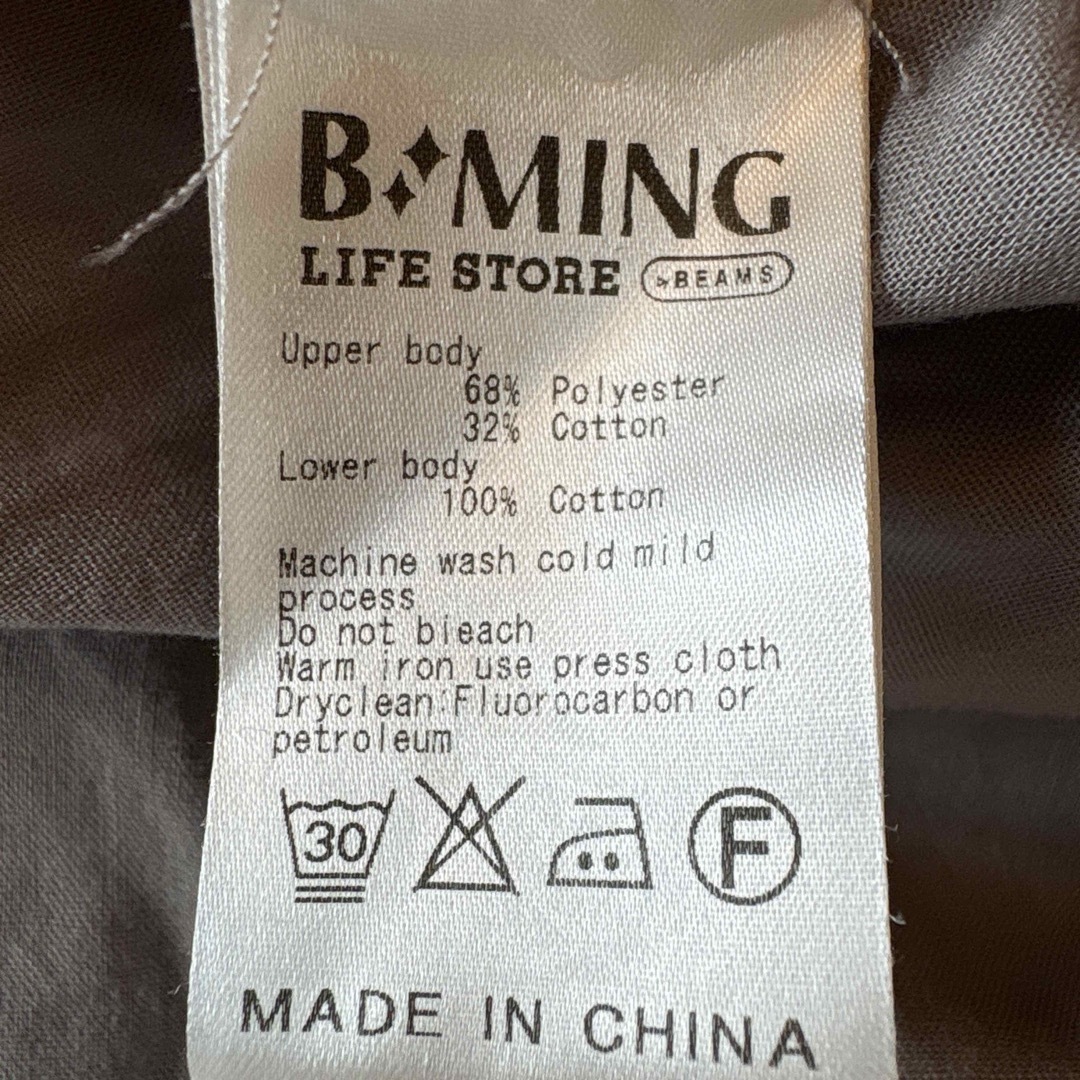 B MING
LIFE STORE >BEAMS
Upper body
68% Polyester
32% Cotton
Lower body
100% Cotton
Machine wash cold mild
process
Do not bleach
Warm iron use press cloth
Dryclean:Fluorocarbon or
petroleum
30 F
MADE IN CHINA